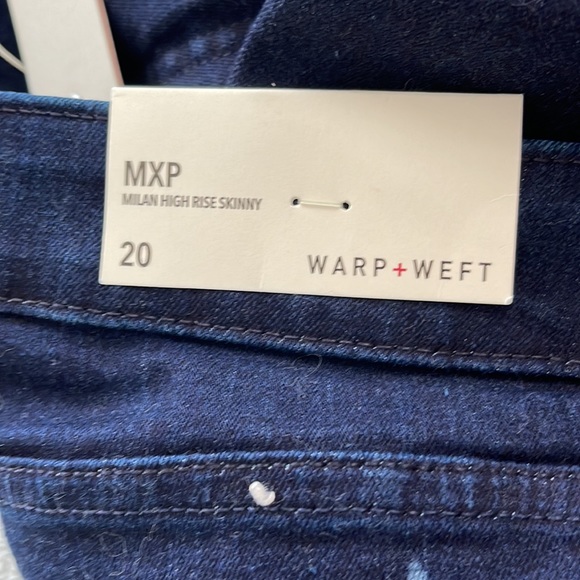 MXP
MILAN HIGH RISE SKINNY
20
WARP+WEFT